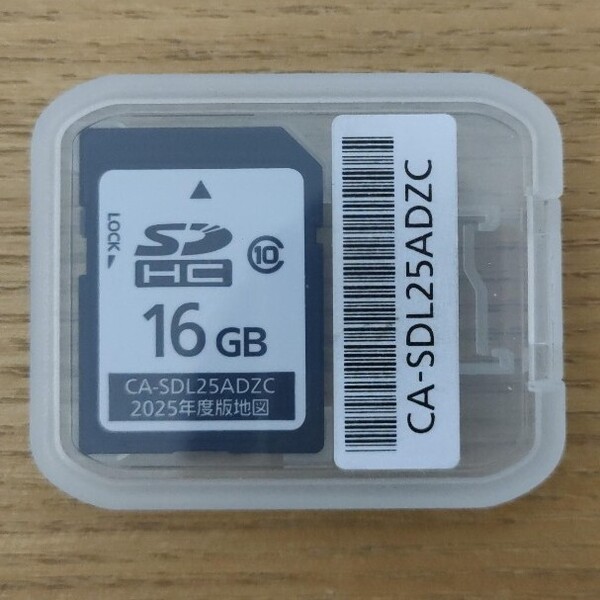 LOCK
SD
HC
10
16 GB
CA-SDL25ADZC
2025年度版地図
CA-SDL25ADZC